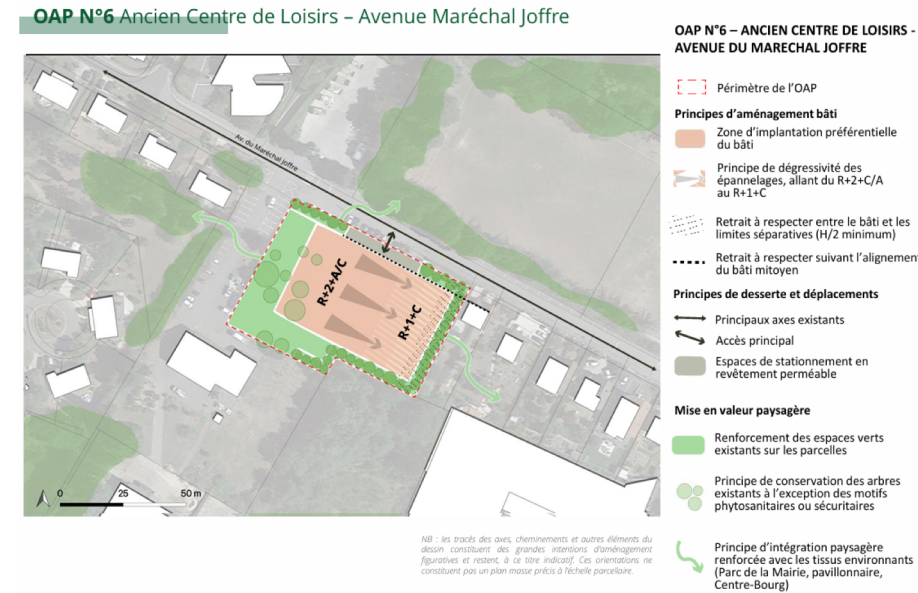 OAP N°6 Ancien Centre de Loisirs – Avenue Maréchal Joffre
Av. du Maréchal Joffre
R+2+A/C
R+1+C
0 25 50 m
NB : les tracés des axes, cheminements et autres éléments du
dessin constituent des grandes intentions d'aménagement
figuratives et restent, à ce titre indicatif. Ces orientations ne
constituent pas un plan masse précis à l'échelle parcellaire.
OAP N°6 – ANCIEN CENTRE DE LOISIRS -
AVENUE DU MARECHAL JOFFRE
Périmètre de l'OAP
Principes d'aménagement bâti
Zone d'implantation préférentielle
du bâti
Principe de dégressivité des
épannelages, allant du R+2+C/A
au R+1+C
Retrait à respecter entre le bâti et les
limites séparatives (H/2 minimum)
Retrait à respecter suivant l'alignement
du bâti mitoyen
Principes de desserte et déplacements
Principaux axes existants
Accès principal
Espaces de stationnement en
revêtement perméable
Mise en valeur paysagère
Renforcement des espaces verts
existants sur les parcelles
Principe de conservation des arbres
existants à l'exception des motifs
phytosanitaires ou sécuritaires
Principe d'intégration paysagère
renforcée avec les tissus environnants
(Parc de la Mairie, pavillonnaire,
Centre-Bourg)